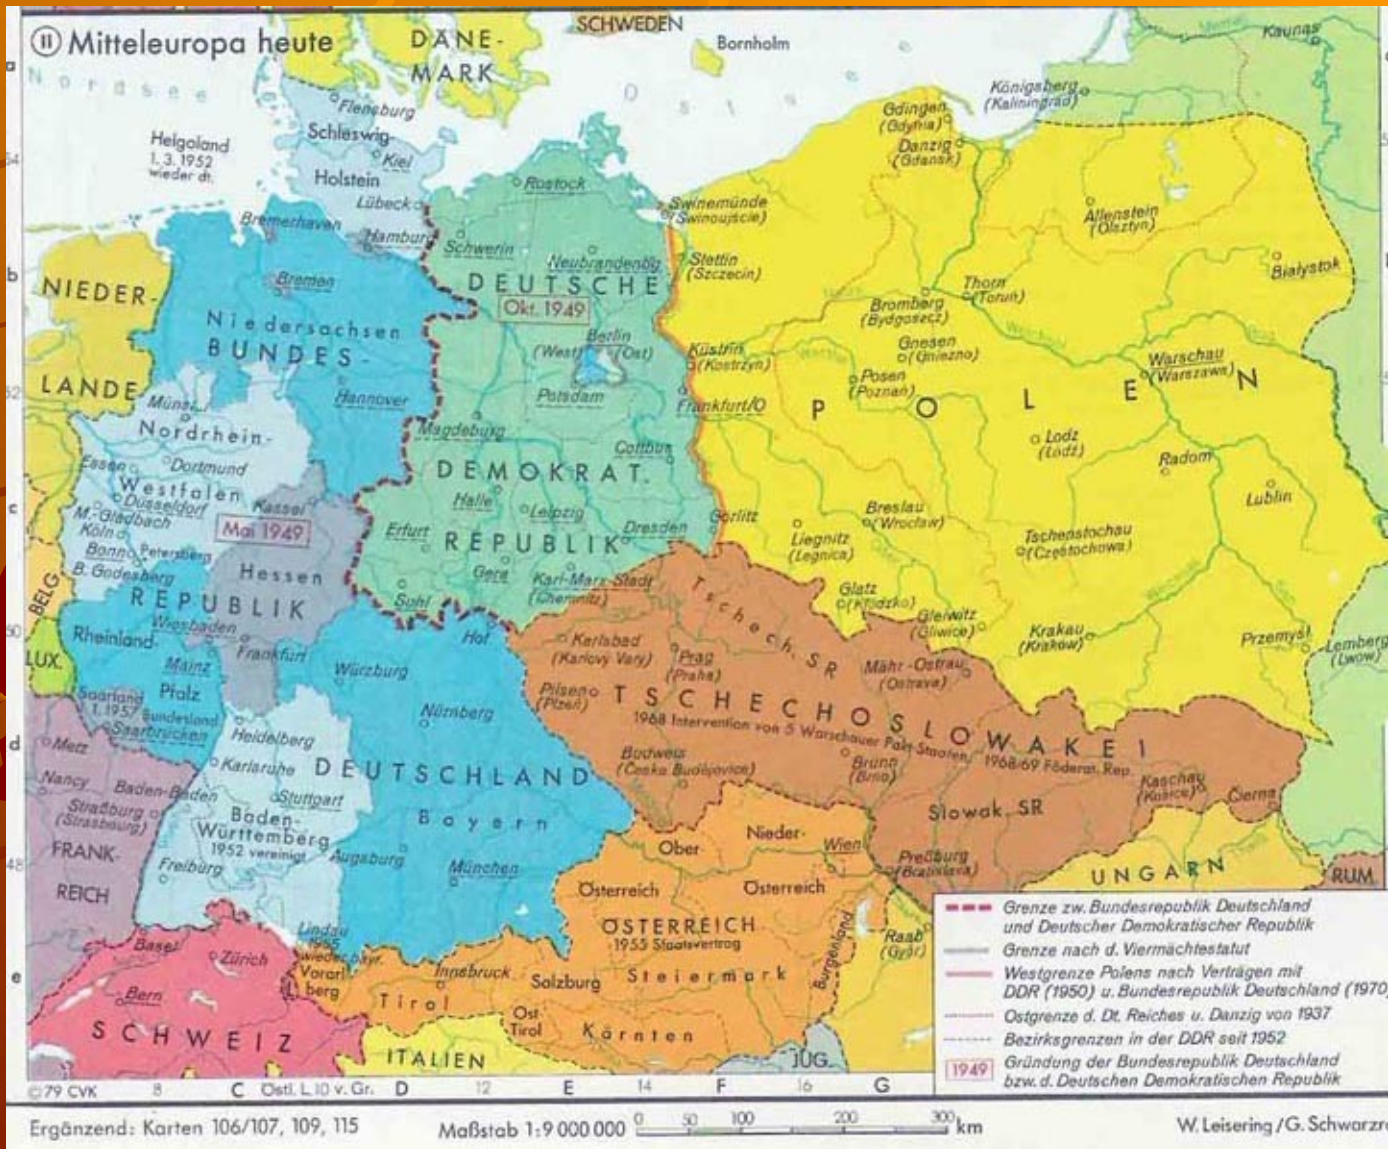 II Mitteleuropa heute
Nordsee
DÄNE-
MARK
SCHWEDEN
Bornholm
Memel
Kaunas
Königsberg
(Kaliningrad)
Flensburg
Schleswig-
Kiel
Holstein
Lübeck
Helgoland
1.3.1952
wieder dt.
Gdingen
(Gdynia)
Danzig
(Gdańsk)
Rostock
Swinemünde
(Swinoujscie)
Allenstein
(Olsztyn)
Bremerhaven
Hamburg
Schwerin
Neubrandenbg.
Stettin
(Szczecin)
Białystok
NIEDER-
LANDE
Bremen
DEUTSCHE
Okt. 1949
Thorn
(Toruń)
Bromberg
(Bydgoszcz)
Niedersachsen
BUNDES-
Berlin
(West) (Ost)
Küstrin
(Kostrzyn)
Gnesen
(Gniezno)
Warschau
(Warszawa)
Hannover
Potsdam
Frankfurt/O
Posen
(Poznań)
POLEN
Nordrhein-
Magdeburg
Cottbus
Lodz
(Łódź)
Radom
Essen
Dortmund
Westfalen
Düsseldorf
Kassel
DEMOKRAT.
Halle
Leipzig
Lublin
M.-Gladbach
Köln
Mai 1949
Erfurt
REPUBLIK
Dresden
Görlitz
Breslau
(Wrocław)
Liegnitz
(Legnica)
Tschenstochau
(Częstochowa)
Bonn
Petersberg
B. Godesberg
Hessen
Gera
Karl-Marx-Stadt
(Chemnitz)
Suhl
Glatz
(Kłodzko)
Gleiwitz
(Gliwice)
Krakau
(Kraków)
Przemyśl
Lemberg
(Lwow)
BELG.
LUX.
REPUBLIK
Rheinland-
Pfalz
Wiesbaden
Mainz
Frankfurt
Hof
Würzburg
Karlsbad
(Karlovy Vary)
Prag
(Praha)
Tschech. SR
Mähr.-Ostrau
(Ostrava)
Pilsen
(Plzeň)
TSCHECHOSLOWAKEI
1968 Intervention von 5 Warschauer Pakt-Staaten, 1968/69 Föderat. Rep.
Saarland
1.1.1957
Bundesland
Saarbrücken
Nürnberg
Heidelberg
Metz
Nancy
Karlsruhe
Baden-Baden
Straßburg
(Strasbourg)
DEUTSCHLAND
Stuttgart
Baden-
Württemberg
1952 vereinigt
Bayern
Budweis
(České Budějovice)
Brünn
(Brno)
Kaschau
(Košice)
Čierna
Slowak. SR
FRANK-
REICH
Freiburg
Augsburg
München
Ober
Österreich
Nieder-
Österreich
Wien
Preßburg
(Bratislava)
UNGARN
RUM.
ÖSTERREICH
1955 Staatsvertrag
Burgenland
Raab
(Győr)
Lindau
1955
wieder bayr.
Basel
Zürich
Bern
SCHWEIZ
Vorarl
berg
Innsbruck
Tirol
Salzburg
Steiermark
Ost-
Tirol
Kärnten
ITALIEN
JUG.
Grenze zw. Bundesrepublik Deutschland
und Deutscher Demokratischer Republik
Grenze nach d. Viermächtestatut
Westgrenze Polens nach Verträgen mit
DDR (1950) u. Bundesrepublik Deutschland (1970)
Ostgrenze d. Dt. Reiches u. Danzig von 1937
Bezirksgrenzen in der DDR seit 1952
1949 Gründung der Bundesrepublik Deutschland
bzw. d. Deutschen Demokratischen Republik
© 79 CVK 8 C Östl. L. 10 v. Gr. D 12 E 14 F 16 G
Ergänzend: Karten 106/107, 109, 115
Maßstab 1:9 000 000
0 50 100 200 300 km
W. Leisering/G.